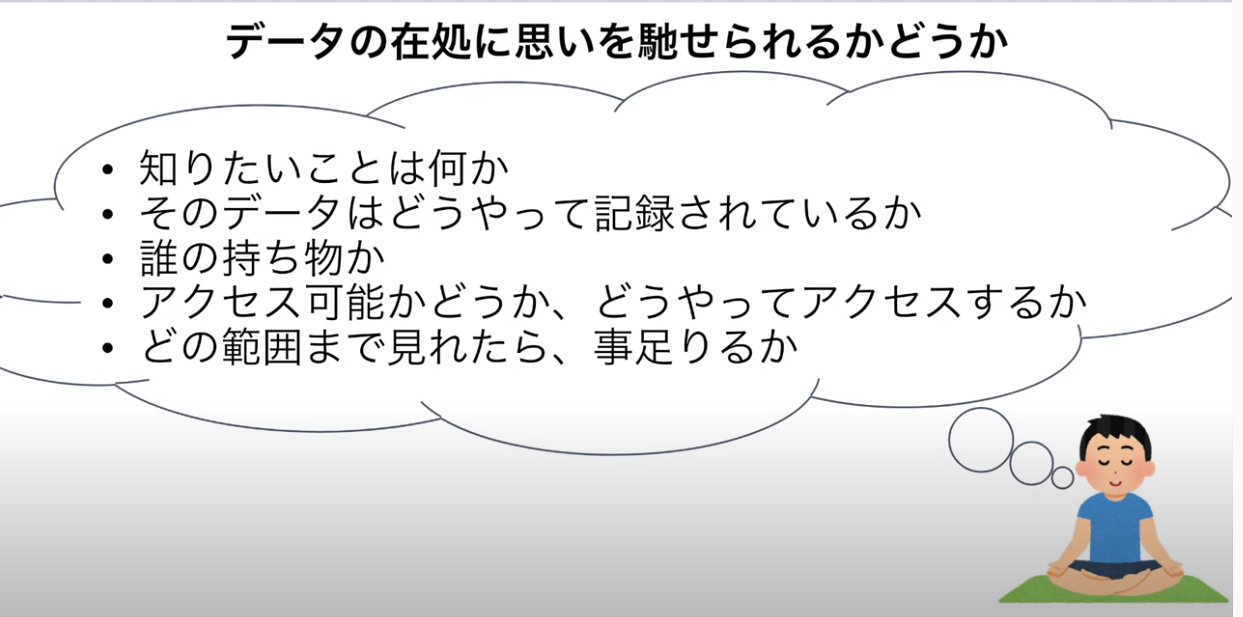 データの在処に思いを馳せられるかどうか
• 知りたいことは何か
• そのデータはどうやって記録されているか
• 誰の持ち物か
• アクセス可能かどうか、どうやってアクセスするか
• どの範囲まで見れたら、事足りるか